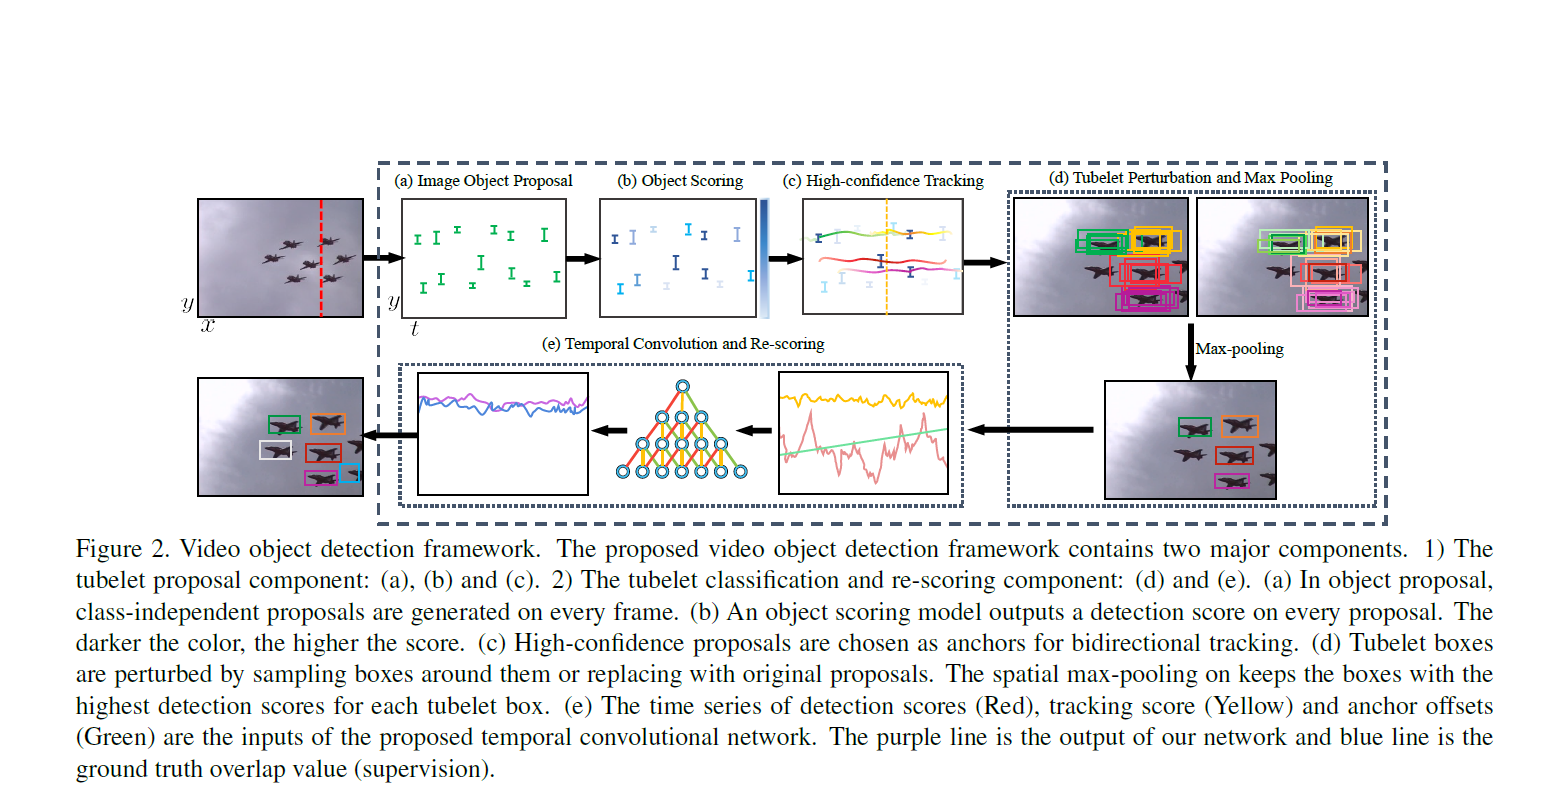 (a) Image Object Proposal
(b) Object Scoring
(c) High-confidence Tracking
(d) Tubelet Perturbation and Max Pooling
y
x
y
t
(e) Temporal Convolution and Re-scoring
Max-pooling
Figure 2. Video object detection framework. The proposed video object detection framework contains two major components. 1) The
tubelet proposal component: (a), (b) and (c). 2) The tubelet classification and re-scoring component: (d) and (e). (a) In object proposal,
class-independent proposals are generated on every frame. (b) An object scoring model outputs a detection score on every proposal. The
darker the color, the higher the score. (c) High-confidence proposals are chosen as anchors for bidirectional tracking. (d) Tubelet boxes
are perturbed by sampling boxes around them or replacing with original proposals. The spatial max-pooling on keeps the boxes with the
highest detection scores for each tubelet box. (e) The time series of detection scores (Red), tracking score (Yellow) and anchor offsets
(Green) are the inputs of the proposed temporal convolutional network. The purple line is the output of our network and blue line is the
ground truth overlap value (supervision).